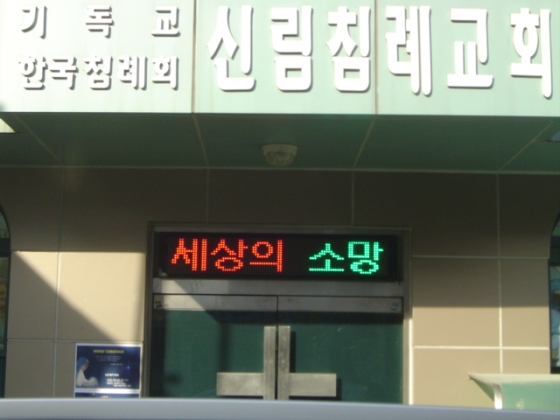 기독교
한국침례회
신림침례교회
세상의 소망